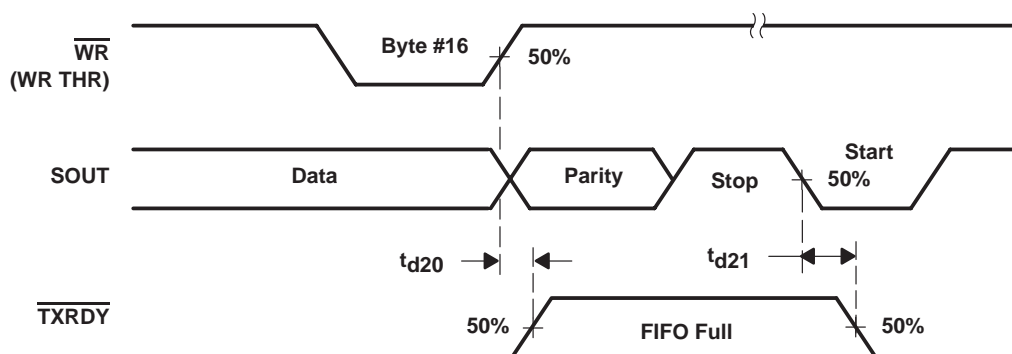 WR
(WR THR)
Byte #16
50%
SOUT
Data
Parity
Stop
Start
50%
td20
td21
TXRDY
50%
FIFO Full
50%